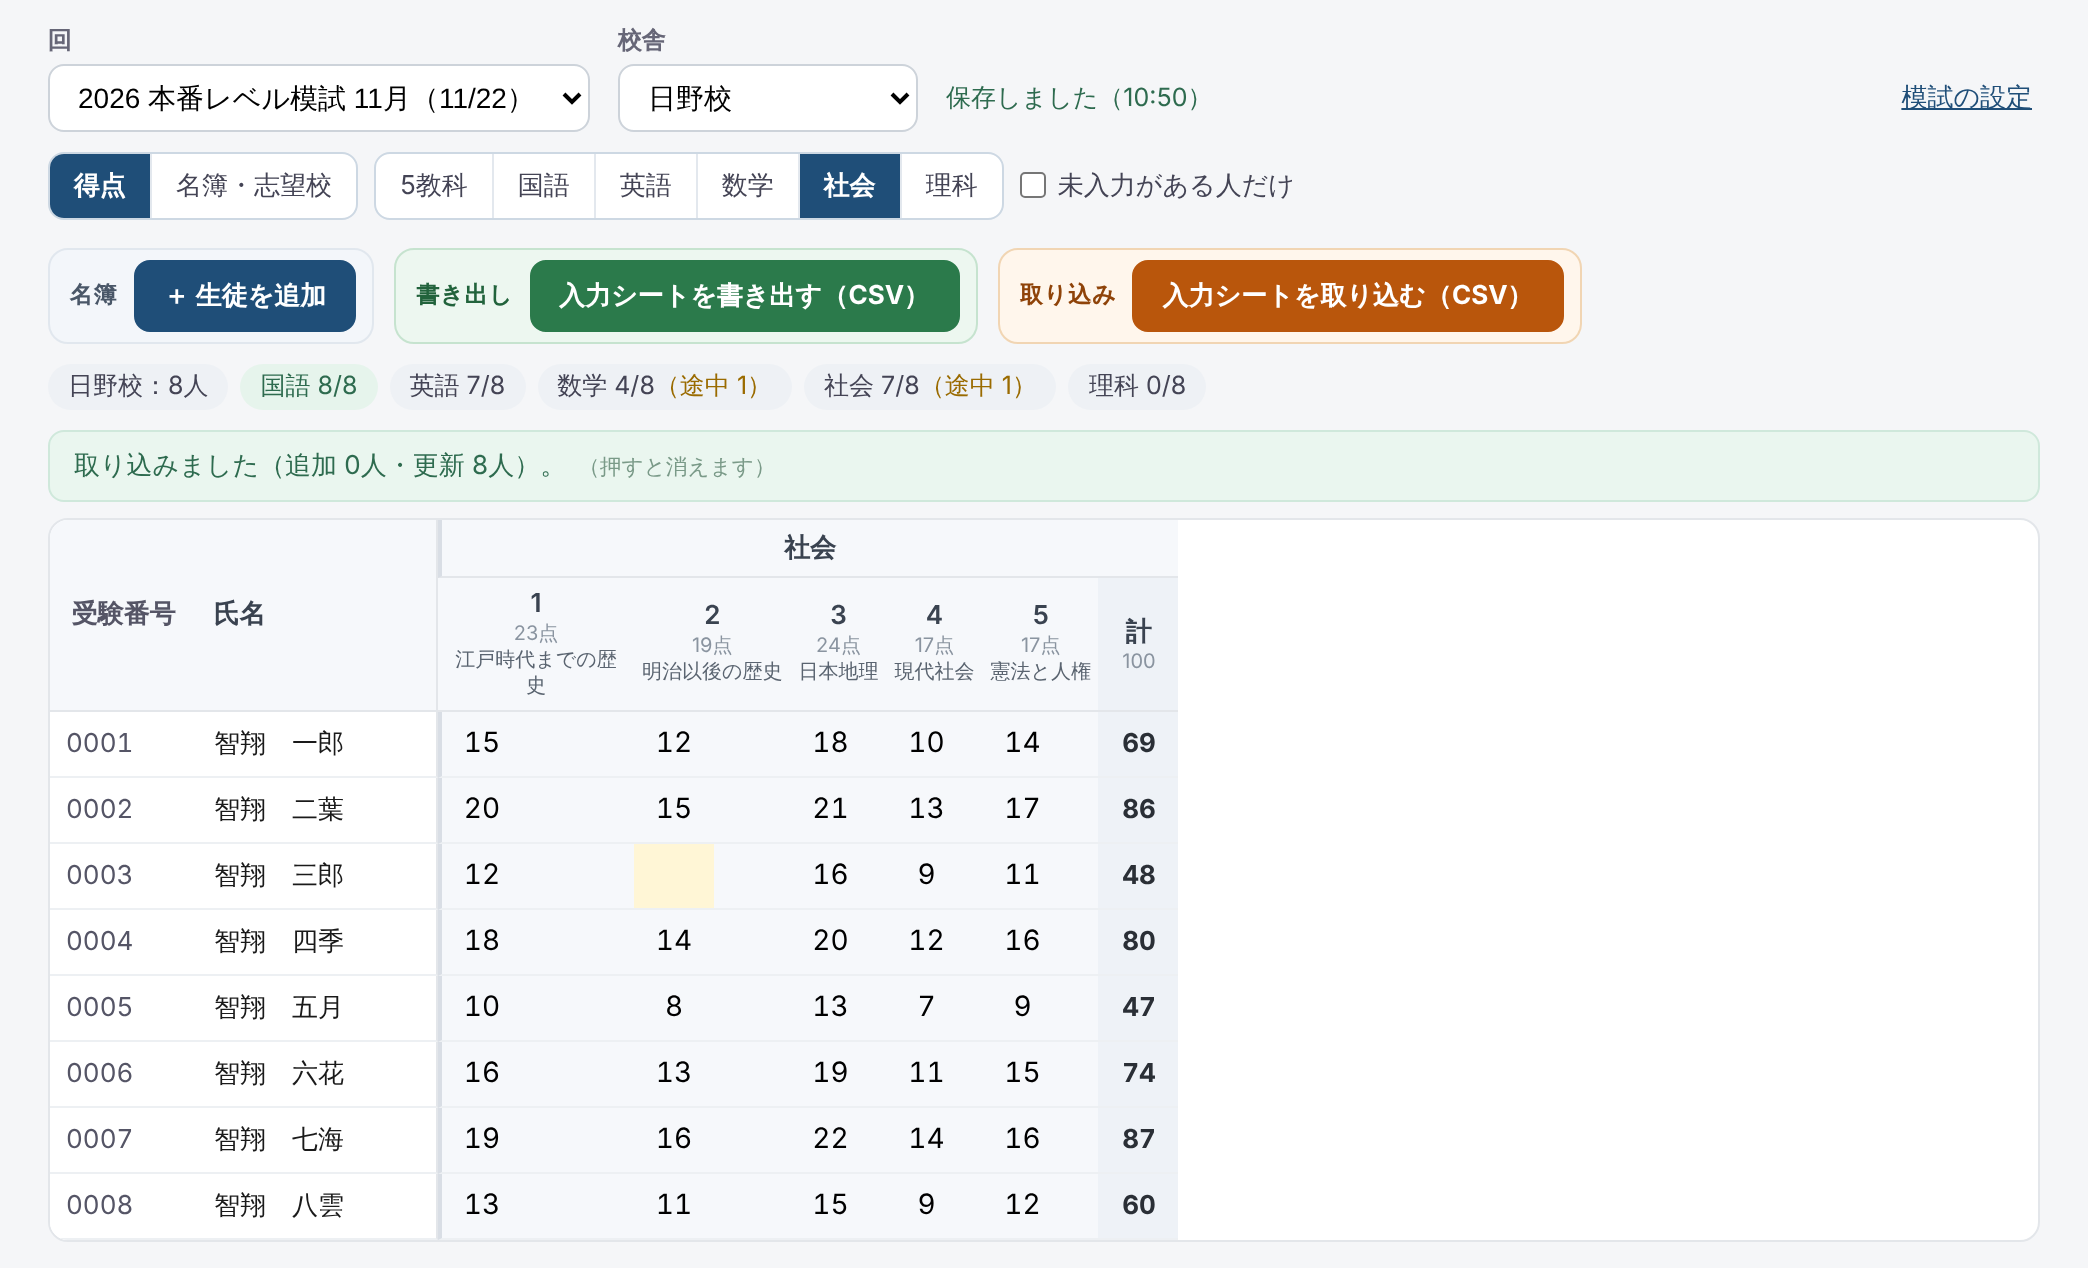 回 校舎
2026 本番レベル模試 11月（11/22） 日野校 保存しました（10:50） 模試の設定
得点 名簿・志望校 5教科 国語 英語 数学 社会 理科 未入力がある人だけ
名簿 ＋ 生徒を追加 書き出し 入力シートを書き出す（CSV） 取り込み 入力シートを取り込む（CSV）
日野校：8人 国語 8/8 英語 7/8 数学 4/8（途中 1） 社会 7/8（途中 1） 理科 0/8
取り込みました（追加 0人・更新 8人）。 （押すと消えます）
受験番号 氏名 社会
1 2 3 4 5 計
23点 19点 24点 17点 17点 100
江戸時代までの歴史 明治以後の歴史 日本地理 現代社会 憲法と人権
0001 智翔　一郎 15 12 18 10 14 69
0002 智翔　二葉 20 15 21 13 17 86
0003 智翔　三郎 12 16 9 11 48
0004 智翔　四季 18 14 20 12 16 80
0005 智翔　五月 10 8 13 7 9 47
0006 智翔　六花 16 13 19 11 15 74
0007 智翔　七海 19 16 22 14 16 87
0008 智翔　八雲 13 11 15 9 12 60